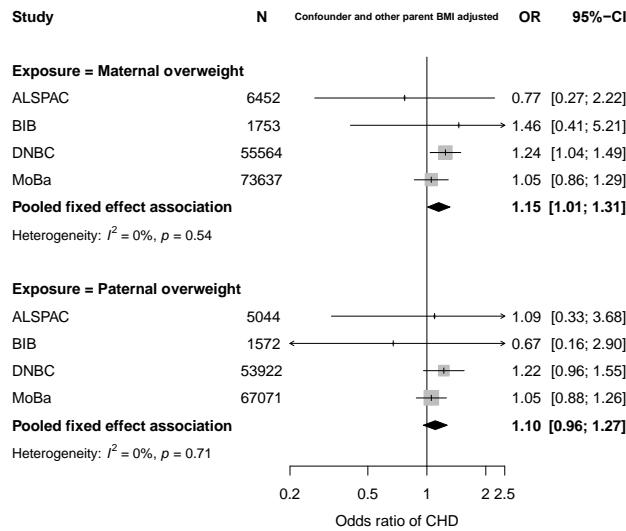 Study N Confounder and other parent BMI adjusted OR 95%−CI
Exposure = Maternal overweight
ALSPAC 6452 0.77 [0.27; 2.22]
BIB 1753 1.46 [0.41; 5.21]
DNBC 55564 1.24 [1.04; 1.49]
MoBa 73637 1.05 [0.86; 1.29]
Pooled fixed effect association 1.15 [1.01; 1.31]
Heterogeneity: I² = 0%, p = 0.54
Exposure = Paternal overweight
ALSPAC 5044 1.09 [0.33; 3.68]
BIB 1572 0.67 [0.16; 2.90]
DNBC 53922 1.22 [0.96; 1.55]
MoBa 67071 1.05 [0.88; 1.26]
Pooled fixed effect association 1.10 [0.96; 1.27]
Heterogeneity: I² = 0%, p = 0.71
0.2 0.5 1 2 2.5
Odds ratio of CHD